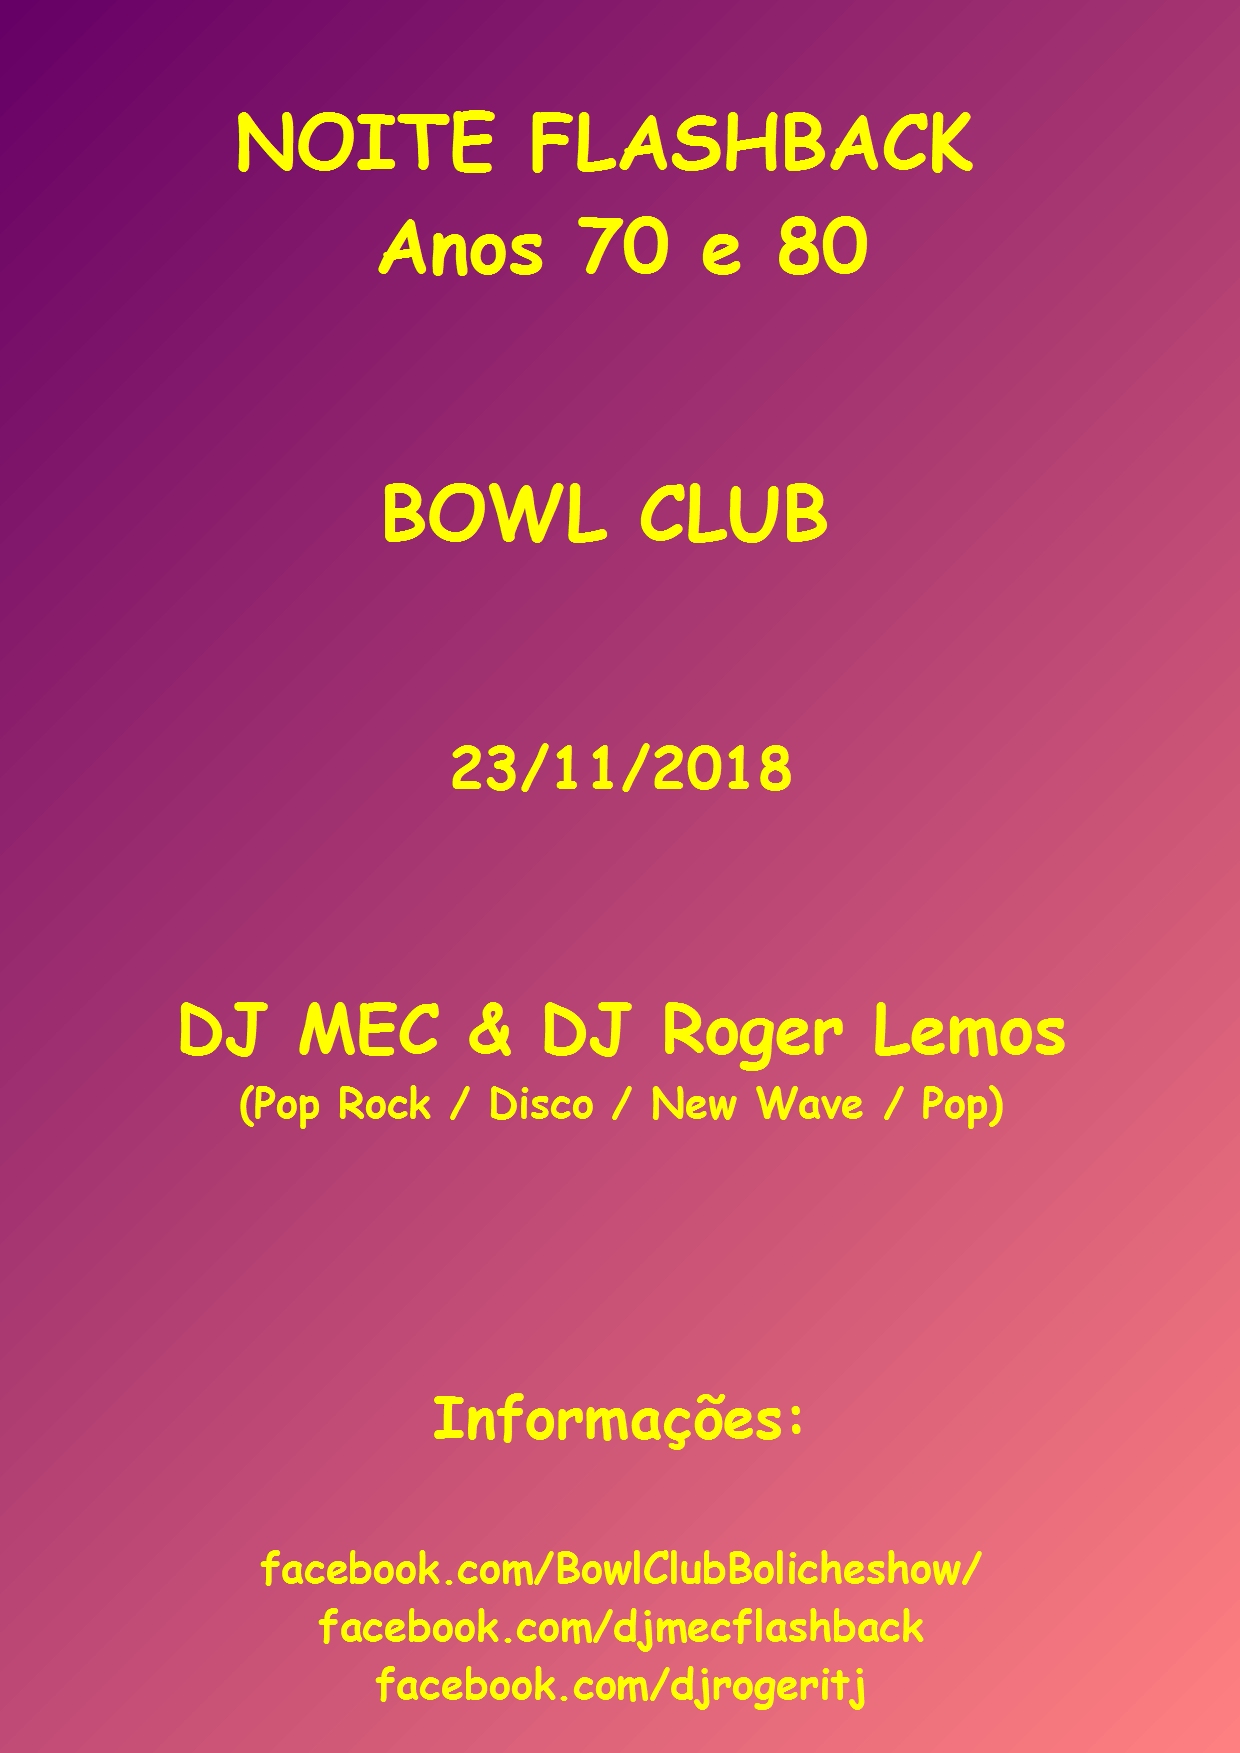 NOITE FLASHBACK
Anos 70 e 80
BOWL CLUB
23/11/2018
DJ MEC & DJ Roger Lemos
(Pop Rock / Disco / New Wave / Pop)
Informações:
facebook.com/BowlClubBolicheshow/
facebook.com/djmecflashback
facebook.com/djrogeritj